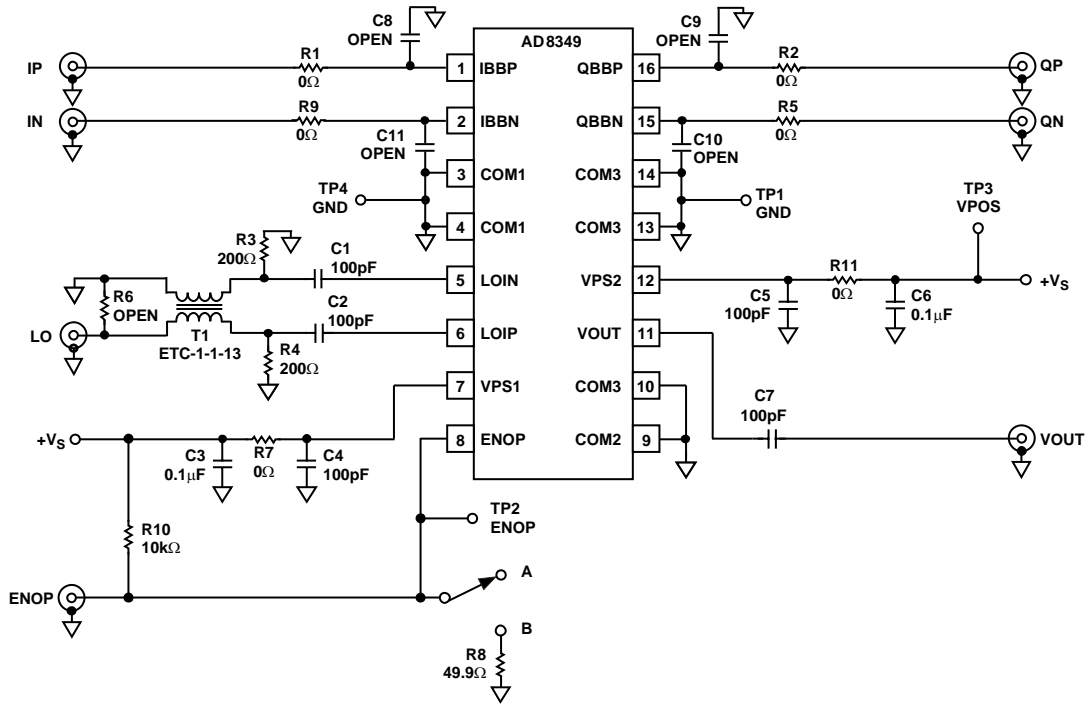 C8
OPEN
C9
OPEN
AD8349
IP
R1
0Ω
1
IBBP
QBBP
16
R2
0Ω
QP
IN
R9
0Ω
2
IBBN
QBBN
15
R5
0Ω
QN
C11
OPEN
C10
OPEN
3
COM1
COM3
14
TP4
GND
TP1
GND
4
COM1
COM3
13
TP3
VPOS
R3
200Ω
C1
100pF
5
LOIN
VPS2
12
R11
0Ω
C5
100pF
C6
0.1μF
+VS
R6
OPEN
C2
100pF
LO
T1
ETC-1-1-13
6
LOIP
VOUT
11
R4
200Ω
7
VPS1
COM3
10
C7
100pF
+VS
8
ENOP
COM2
9
VOUT
C3
0.1μF
R7
0Ω
C4
100pF
TP2
ENOP
R10
10kΩ
ENOP
A
B
R8
49.9Ω